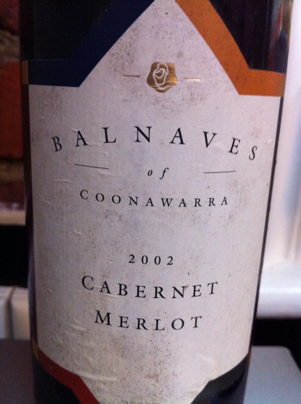 BALNAVES
of
COONAWARRA
2002
CABERNET
MERLOT